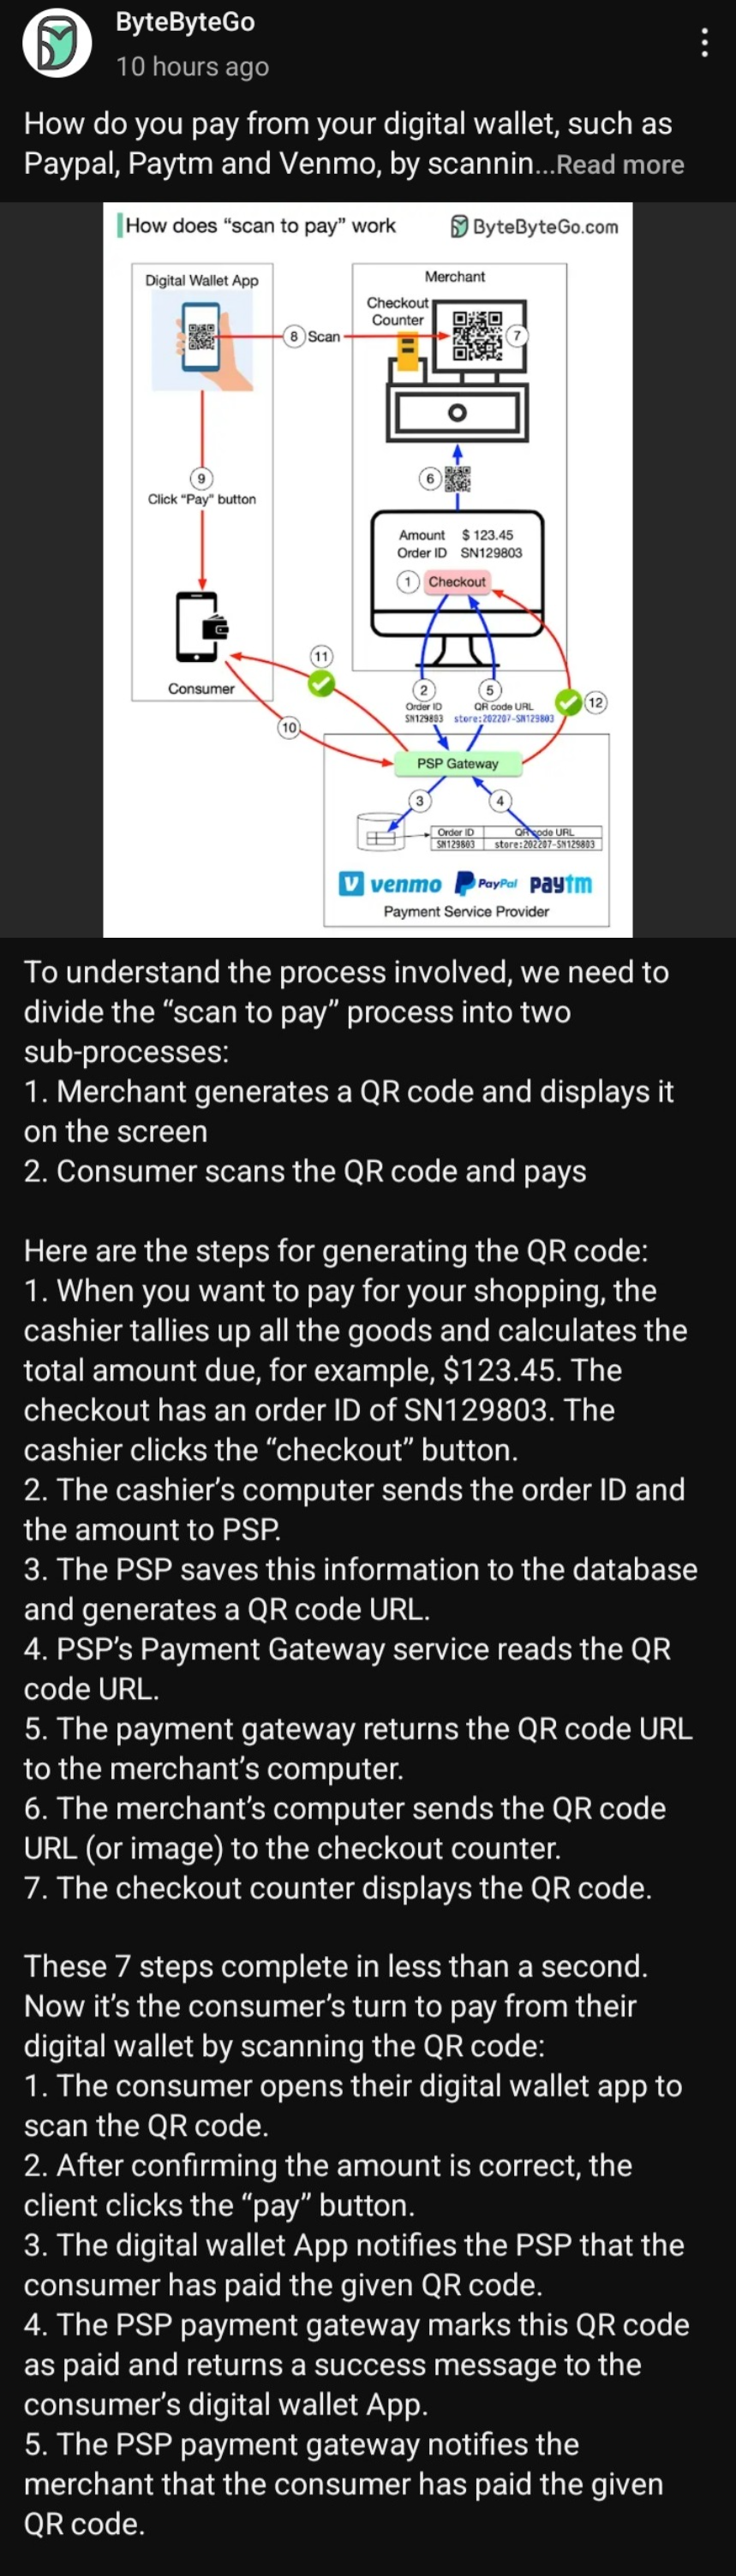 ByteByteGo
10 hours ago
How do you pay from your digital wallet, such as
Paypal, Paytm and Venmo, by scannin...Read more
How does “scan to pay” work
ByteByteGo.com
Digital Wallet App
Merchant
Checkout
Counter
7
8 Scan
6
9
Click “Pay” button
Amount $ 123.45
Order ID SN129803
1 Checkout
Consumer
11
2
Order ID
SN129803
5
QR code URL
store:202207-SN129803
12
10
PSP Gateway
3
4
Order ID QR code URL
SN129803 store:202207-SN129803
venmo PayPal paytm
Payment Service Provider
To understand the process involved, we need to
divide the “scan to pay” process into two
sub-processes:
1. Merchant generates a QR code and displays it
on the screen
2. Consumer scans the QR code and pays
Here are the steps for generating the QR code:
1. When you want to pay for your shopping, the
cashier tallies up all the goods and calculates the
total amount due, for example, $123.45. The
checkout has an order ID of SN129803. The
cashier clicks the “checkout” button.
2. The cashier’s computer sends the order ID and
the amount to PSP.
3. The PSP saves this information to the database
and generates a QR code URL.
4. PSP’s Payment Gateway service reads the QR
code URL.
5. The payment gateway returns the QR code URL
to the merchant’s computer.
6. The merchant’s computer sends the QR code
URL (or image) to the checkout counter.
7. The checkout counter displays the QR code.
These 7 steps complete in less than a second.
Now it’s the consumer’s turn to pay from their
digital wallet by scanning the QR code:
1. The consumer opens their digital wallet app to
scan the QR code.
2. After confirming the amount is correct, the
client clicks the “pay” button.
3. The digital wallet App notifies the PSP that the
consumer has paid the given QR code.
4. The PSP payment gateway marks this QR code
as paid and returns a success message to the
consumer’s digital wallet App.
5. The PSP payment gateway notifies the
merchant that the consumer has paid the given
QR code.